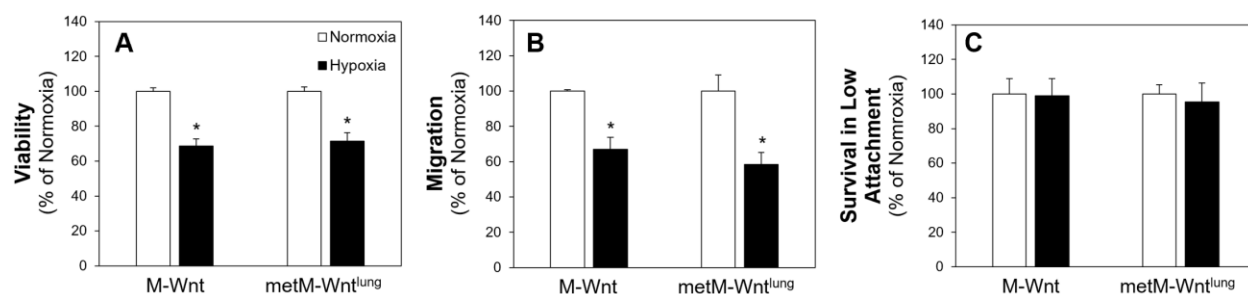 A
Normoxia
Hypoxia
Viability
(% of Normoxia)
140
120
100
80
60
40
20
0
*
*
M-Wnt
metM-Wntlung
B
Migration
(% of Normoxia)
140
120
100
80
60
40
20
0
*
*
M-Wnt
metM-Wntlung
C
Survival in Low
Attachment
(% of Nomroxia)
140
120
100
80
60
40
20
0
M-Wnt
metM-Wntlung